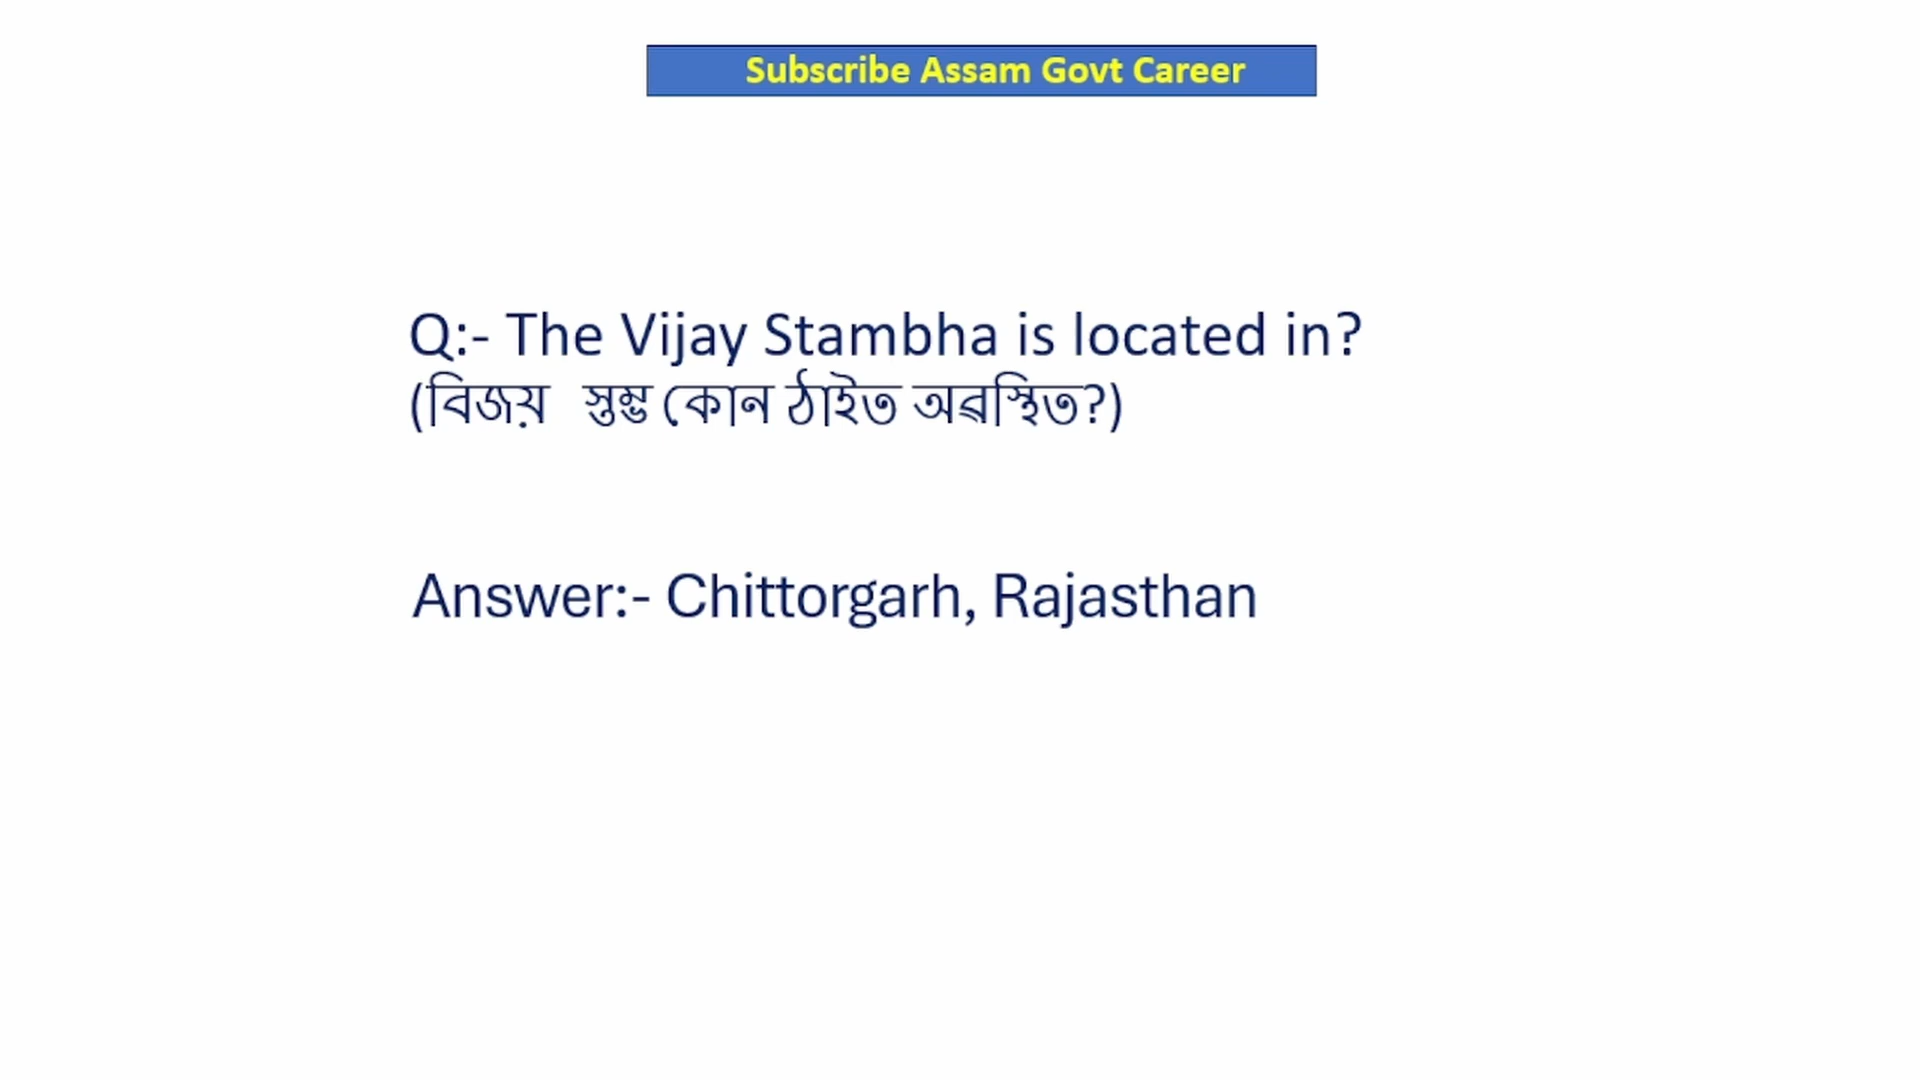 Subscribe Assam Govt Career
Q:- The Vijay Stambha is located in?
(বিজয় স্তম্ভ কোন ঠাইত অৱস্থিত?)
Answer:- Chittorgarh, Rajasthan